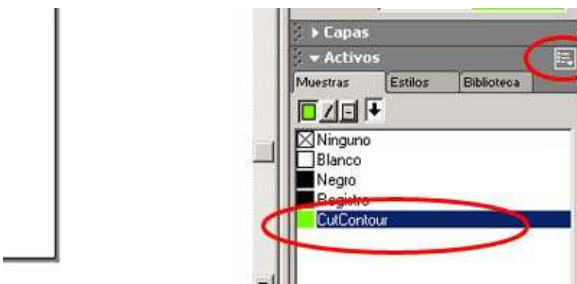 Capas
Activos
Muestras Estilos Biblioteca
Ninguno
Blanco
Negro
Registro
CutContour